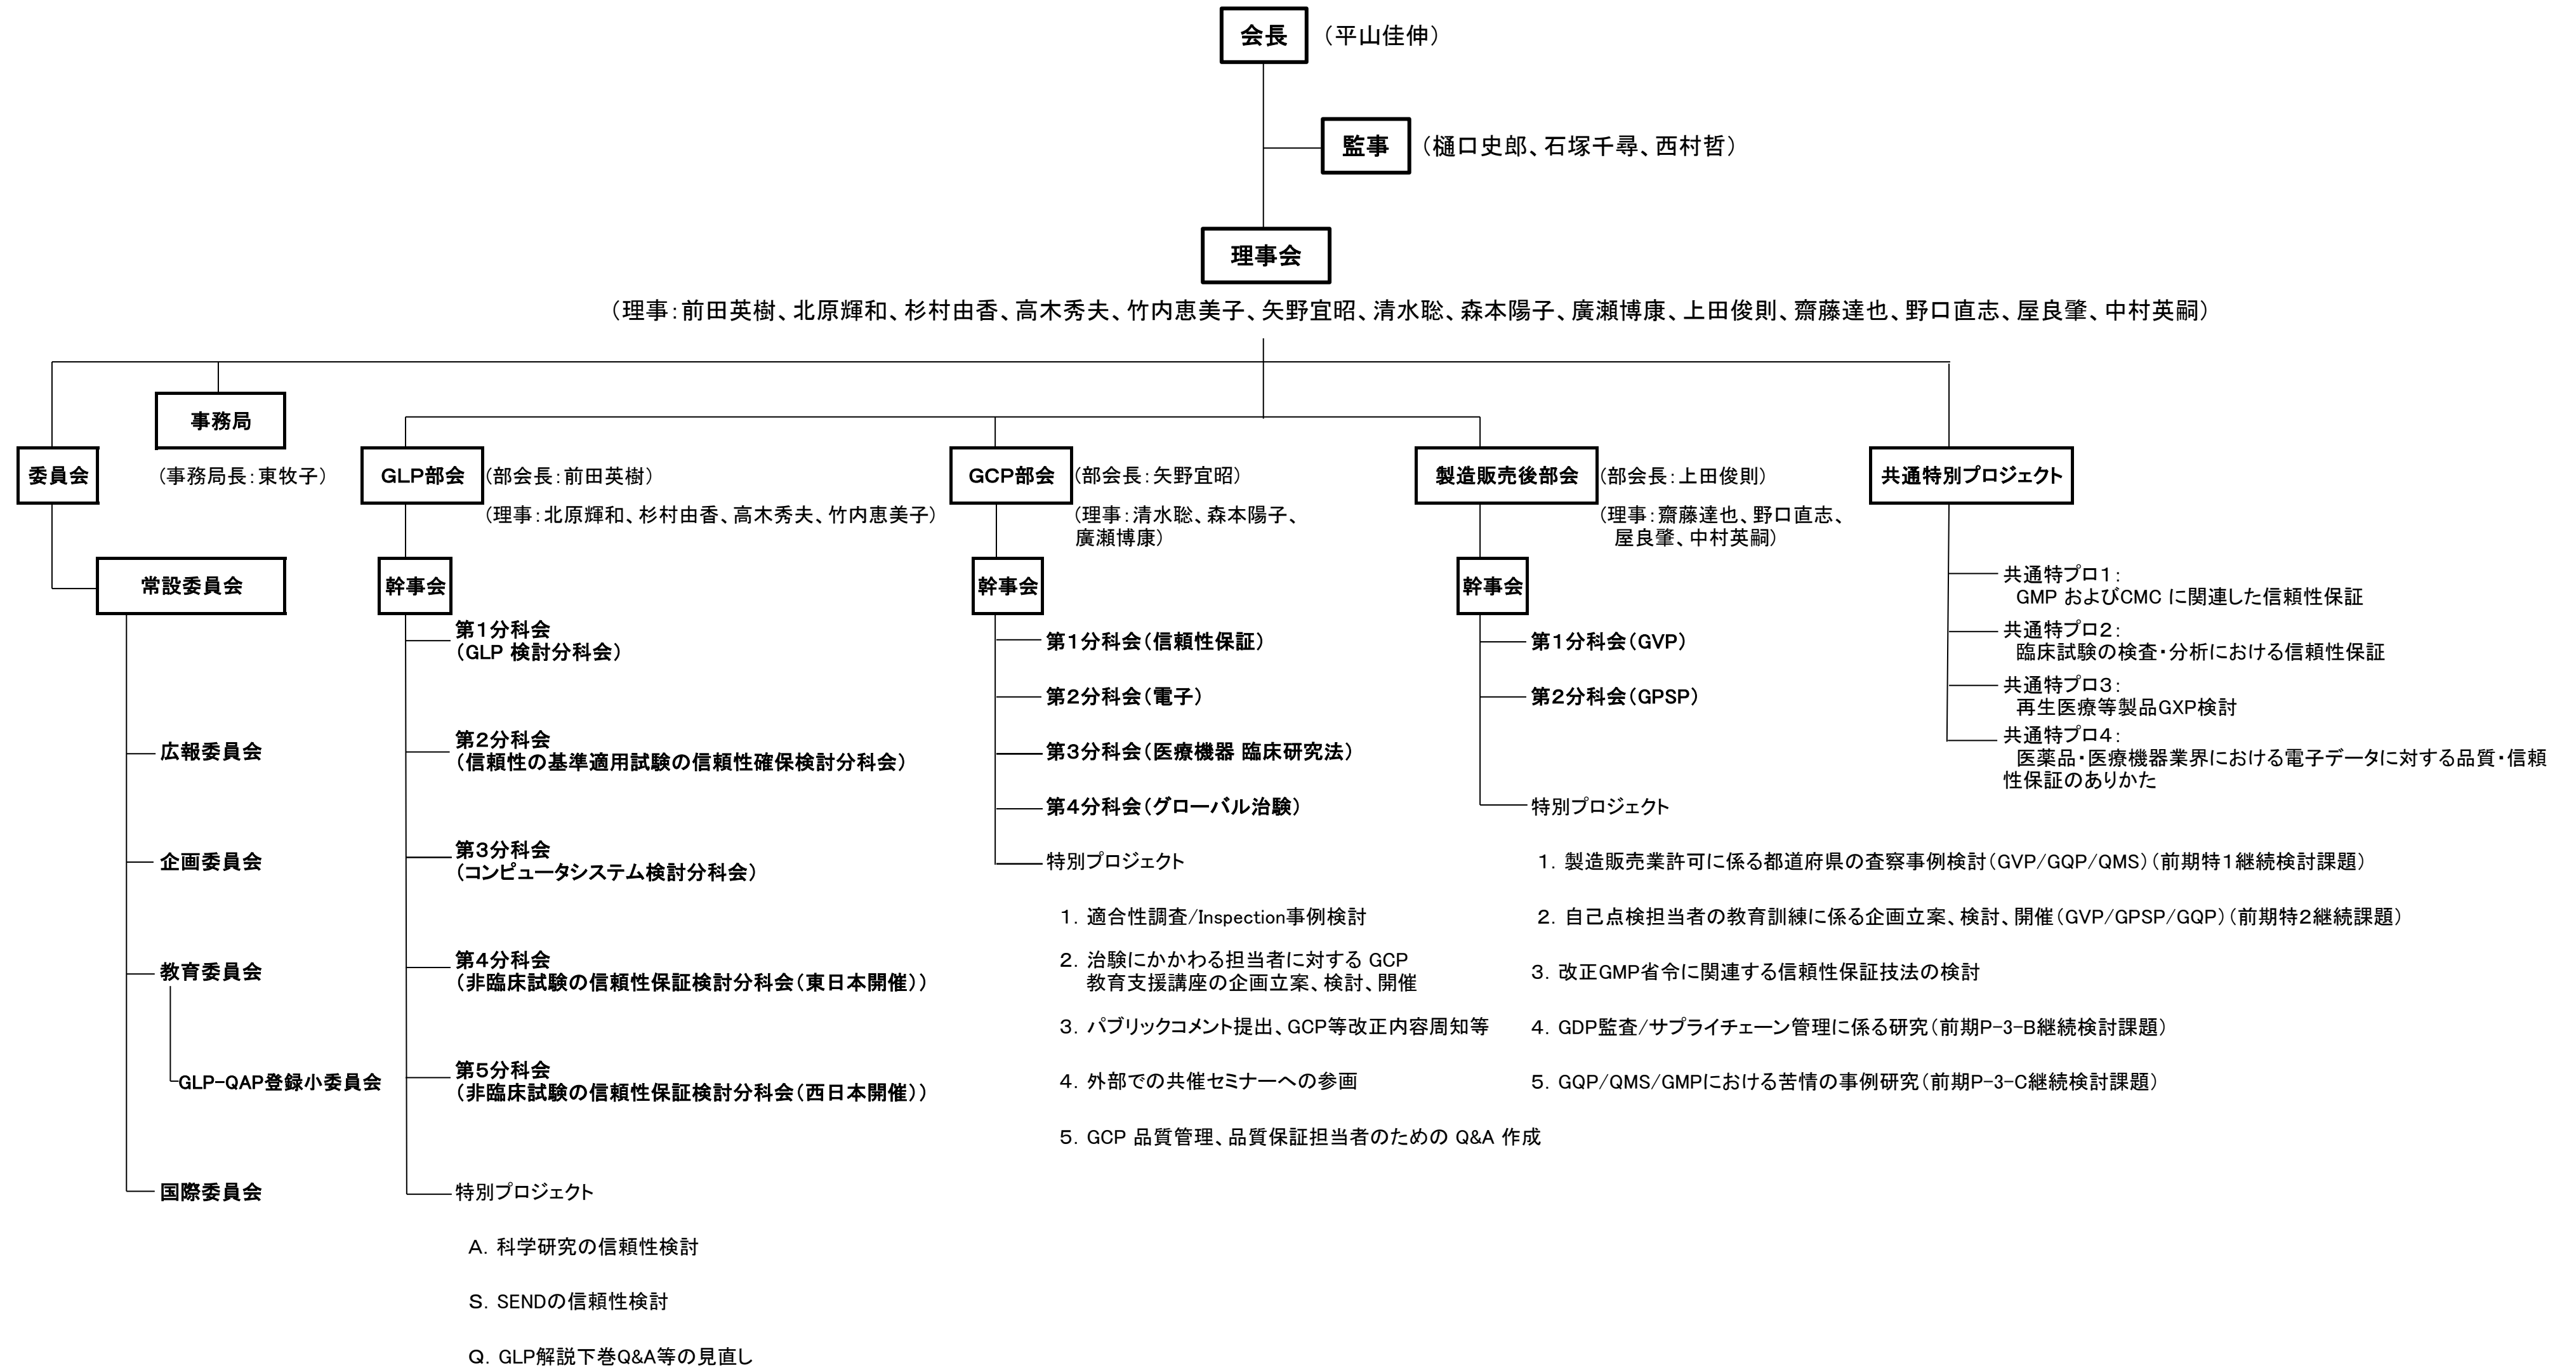 会長
（平山佳伸）
監事
（樋口史郎、石塚千尋、西村哲）
理事会
（理事：前田英樹、北原輝和、杉村由香、高木秀夫、竹内恵美子、矢野宜昭、清水聡、森本陽子、廣瀬博康、上田俊則、齋藤達也、野口直志、屋良肇、中村英嗣）
委員会
事務局
（事務局長：東牧子）
常設委員会
広報委員会
企画委員会
教育委員会
GLP-QAP登録小委員会
国際委員会
GLP部会
（部会長：前田英樹）
（理事：北原輝和、杉村由香、高木秀夫、竹内恵美子）
幹事会
第1分科会
（GLP 検討分科会）
第2分科会
（信頼性の基準適用試験の信頼性確保検討分科会）
第3分科会
（コンピュータシステム検討分科会）
第4分科会
（非臨床試験の信頼性保証検討分科会（東日本開催））
第5分科会
（非臨床試験の信頼性保証検討分科会（西日本開催））
特別プロジェクト
A．科学研究の信頼性検討
S．SENDの信頼性検討
Q．GLP解説下巻Q&A等の見直し
GCP部会
（部会長：矢野宜昭）
（理事：清水聡、森本陽子、
廣瀬博康）
幹事会
第1分科会（信頼性保証）
第2分科会（電子）
第3分科会（医療機器 臨床研究法）
第4分科会（グローバル治験）
特別プロジェクト
1．適合性調査/Inspection事例検討
2．治験にかかわる担当者に対する GCP
教育支援講座の企画立案、検討、開催
3．パブリックコメント提出、GCP等改正内容周知等
4．外部での共催セミナーへの参画
5．GCP 品質管理、品質保証担当者のための Q&A 作成
製造販売後部会
（部会長：上田俊則）
（理事：齋藤達也、野口直志、
屋良肇、中村英嗣）
幹事会
第1分科会（GVP）
第2分科会（GPSP）
特別プロジェクト
1．製造販売業許可に係る都道府県の査察事例検討（GVP/GQP/QMS）（前期特1継続検討課題）
2．自己点検担当者の教育訓練に係る企画立案、検討、開催（GVP/GPSP/GQP）（前期特2継続課題）
3．改正GMP省令に関連する信頼性保証技法の検討
4．GDP監査/サプライチェーン管理に係る研究（前期P-3-B継続検討課題）
5．GQP/QMS/GMPにおける苦情の事例研究（前期P-3-C継続検討課題）
共通特別プロジェクト
共通特プロ1：
GMP およびCMC に関連した信頼性保証
共通特プロ2：
臨床試験の検査・分析における信頼性保証
共通特プロ3：
再生医療等製品GXP検討
共通特プロ4：
医薬品・医療機器業界における電子データに対する品質・信頼
性保証のありかた